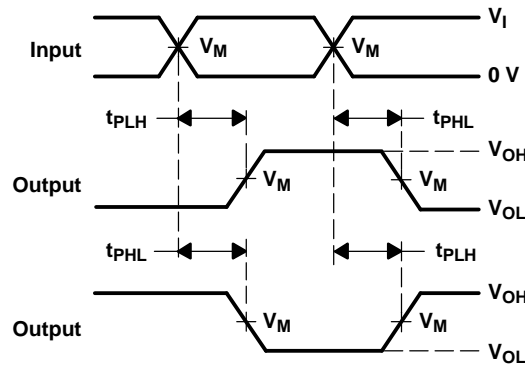 Input
V_M
V_M
V_I
0 V
t_PLH
t_PHL
Output
V_M
V_M
V_OH
V_OL
t_PHL
t_PLH
Output
V_M
V_M
V_OH
V_OL